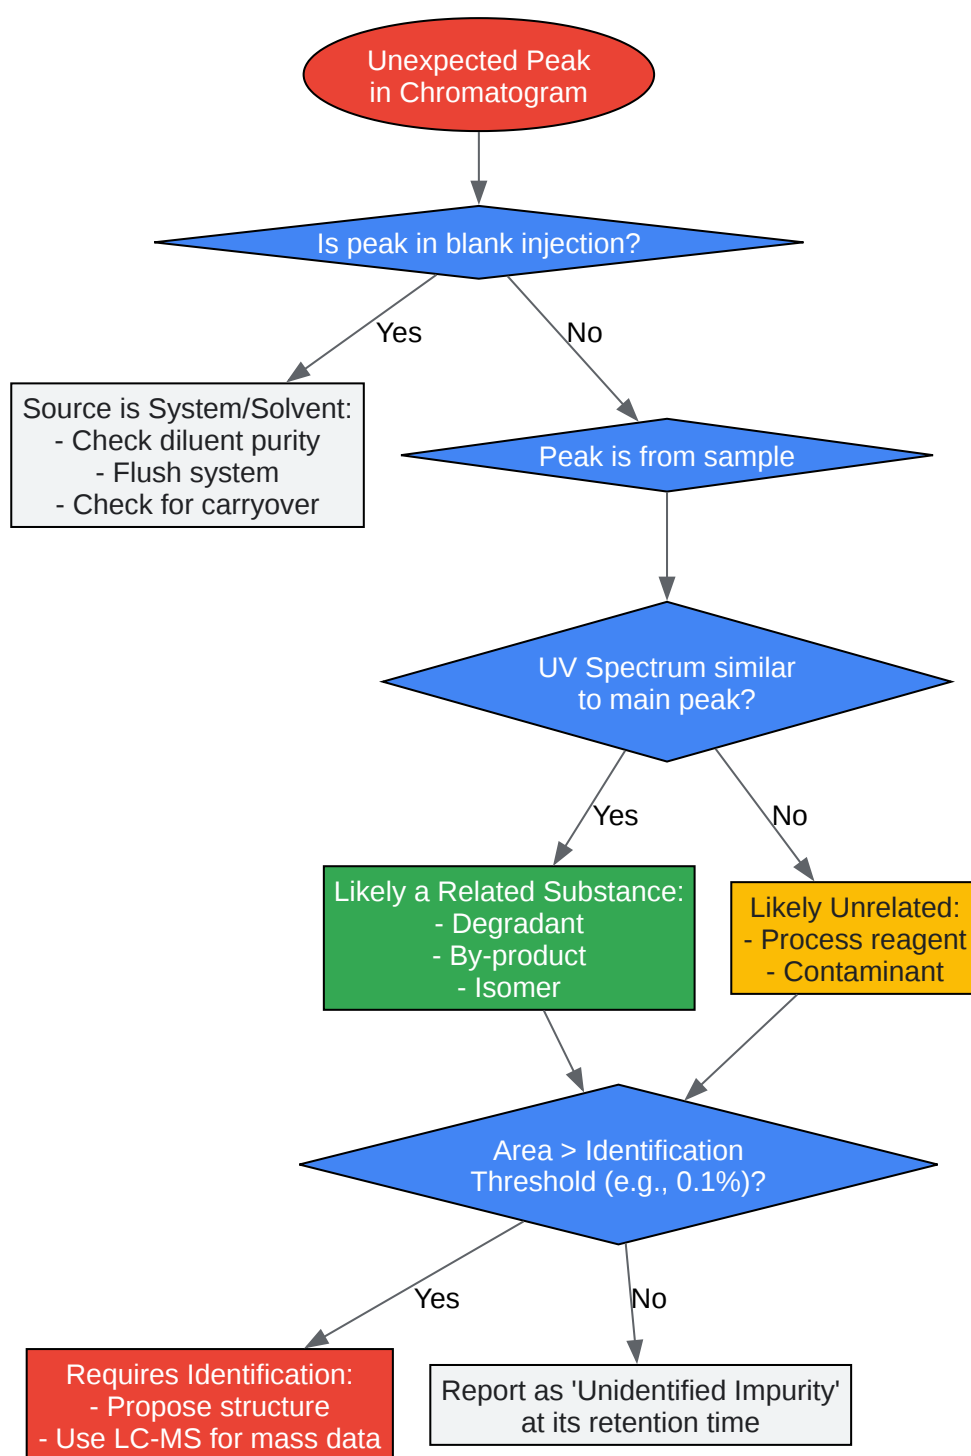 Unexpected Peak
in Chromatogram
Is peak in blank injection?
Yes
No
Source is System/Solvent:
- Check diluent purity
- Flush system
- Check for carryover
Peak is from sample
UV Spectrum similar
to main peak?
Yes
No
Likely a Related Substance:
- Degradant
- By-product
- Isomer
Likely Unrelated:
- Process reagent
- Contaminant
Area > Identification
Threshold (e.g., 0.1%)?
Yes
No
Requires Identification:
- Propose structure
- Use LC-MS for mass data
Report as 'Unidentified Impurity'
at its retention time